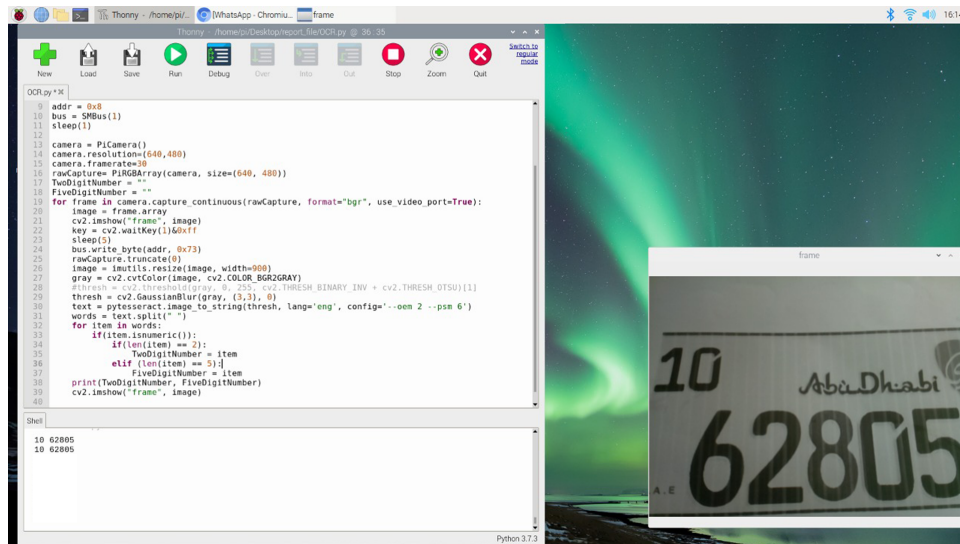 Thonny - /home/pi/...
[WhatsApp - Chromiu...
frame
16:14
Thonny - /home/pi/Desktop/report_file/OCR.py @ 36 : 35
Switch to
regular
mode
New Load Save Run Debug Over Into Out Stop Zoom Quit
OCR.py *
9 addr = 0x8
10 bus = SMBus(1)
11 sleep(1)
12
13 camera = PiCamera()
14 camera.resolution=(640,480)
15 camera.framerate=30
16 rawCapture= PiRGBArray(camera, size=(640, 480))
17 TwoDigitNumber = ""
18 FiveDigitNumber = ""
19 for frame in camera.capture_continuous(rawCapture, format="bgr", use_video_port=True):
20 image = frame.array
21 cv2.imshow("frame", image)
22 key = cv2.waitKey(1)&0xff
23 sleep(5)
24 bus.write_byte(addr, 0x73)
25 rawCapture.truncate(0)
26 image = imutils.resize(image, width=900)
27 gray = cv2.cvtColor(image, cv2.COLOR_BGR2GRAY)
28 #thresh = cv2.threshold(gray, 0, 255, cv2.THRESH_BINARY_INV + cv2.THRESH_OTSU)[1]
29 thresh = cv2.GaussianBlur(gray, (3,3), 0)
30 text = pytesseract.image_to_string(thresh, lang='eng', config='--oem 2 --psm 6')
31 words = text.split(" ")
32 for item in words:
33 if(item.isnumeric()):
34 if(len(item) == 2):
35 TwoDigitNumber = item
36 elif (len(item) == 5):
37 FiveDigitNumber = item
38 print(TwoDigitNumber, FiveDigitNumber)
39 cv2.imshow("frame", image)
40
Shell
10 62805
10 62805
Python 3.7.3
frame
10
Abu Dhabi
62805
A.E